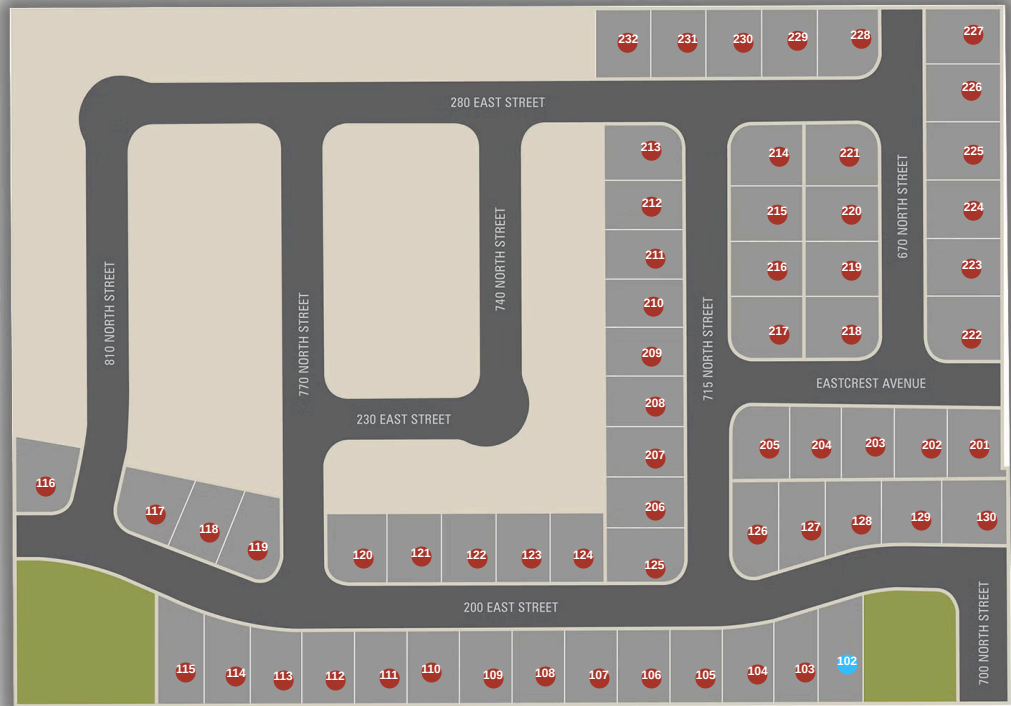 232 231 230 229 228 227
226
280 EAST STREET
213 214 221 225
212 215 220 224
670 NORTH STREET
740 NORTH STREET
211 216 219 223
210
810 NORTH STREET
770 NORTH STREET
715 NORTH STREET
217 218 222
209
EASTCREST AVENUE
208
230 EAST STREET
205 204 203 202 201
207
116
117 118 119
206
126 127 128 129 130
120 121 122 123 124 125
200 EAST STREET
700 NORTH STREET
115 114 113 112 111 110 109 108 107 106 105 104 103 102